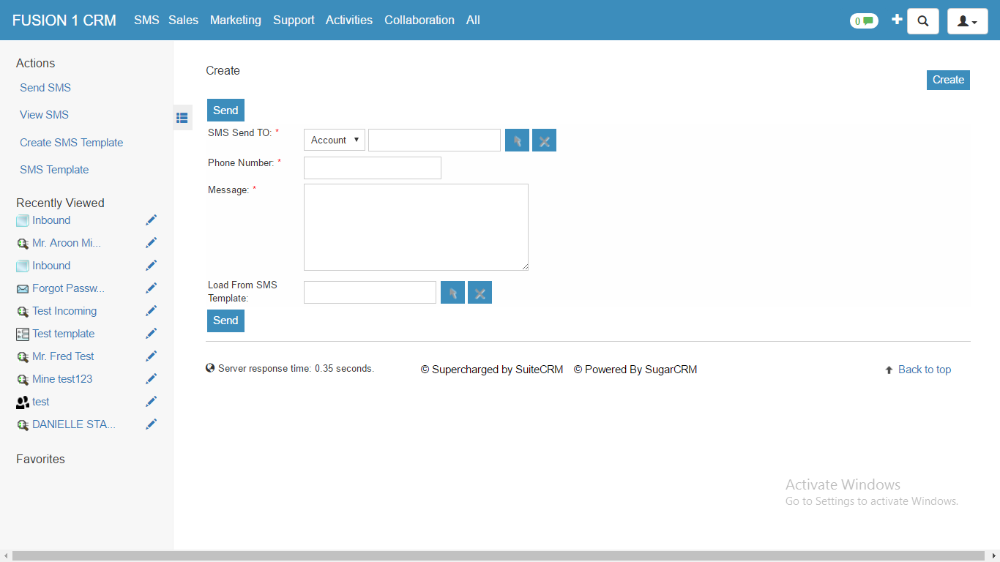 FUSION 1 CRM SMS Sales Marketing Support Activities Collaboration All 0
Actions
Send SMS
View SMS
Create SMS Template
SMS Template
Recently Viewed
Inbound
Mr. Aroon Mi...
Inbound
Forgot Passw...
Test Incoming
Test template
Mr. Fred Test
Mine test123
test
DANIELLE STA...
Favorites
Create
Create
Send
SMS Send TO: * Account
Phone Number: *
Message: *
Load From SMS
Template:
Send
Server response time: 0.35 seconds. © Supercharged by SuiteCRM © Powered By SugarCRM Back to top
Activate Windows
Go to Settings to activate Windows.